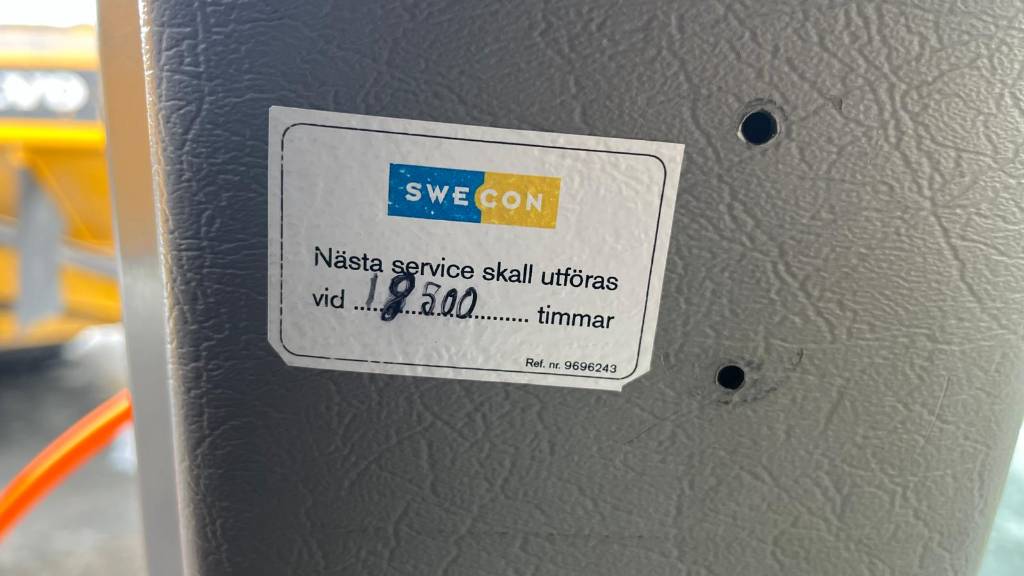 SWECON
Nästa service skall utföras
vid ...18500......... timmar
Ref. nr. 9696243